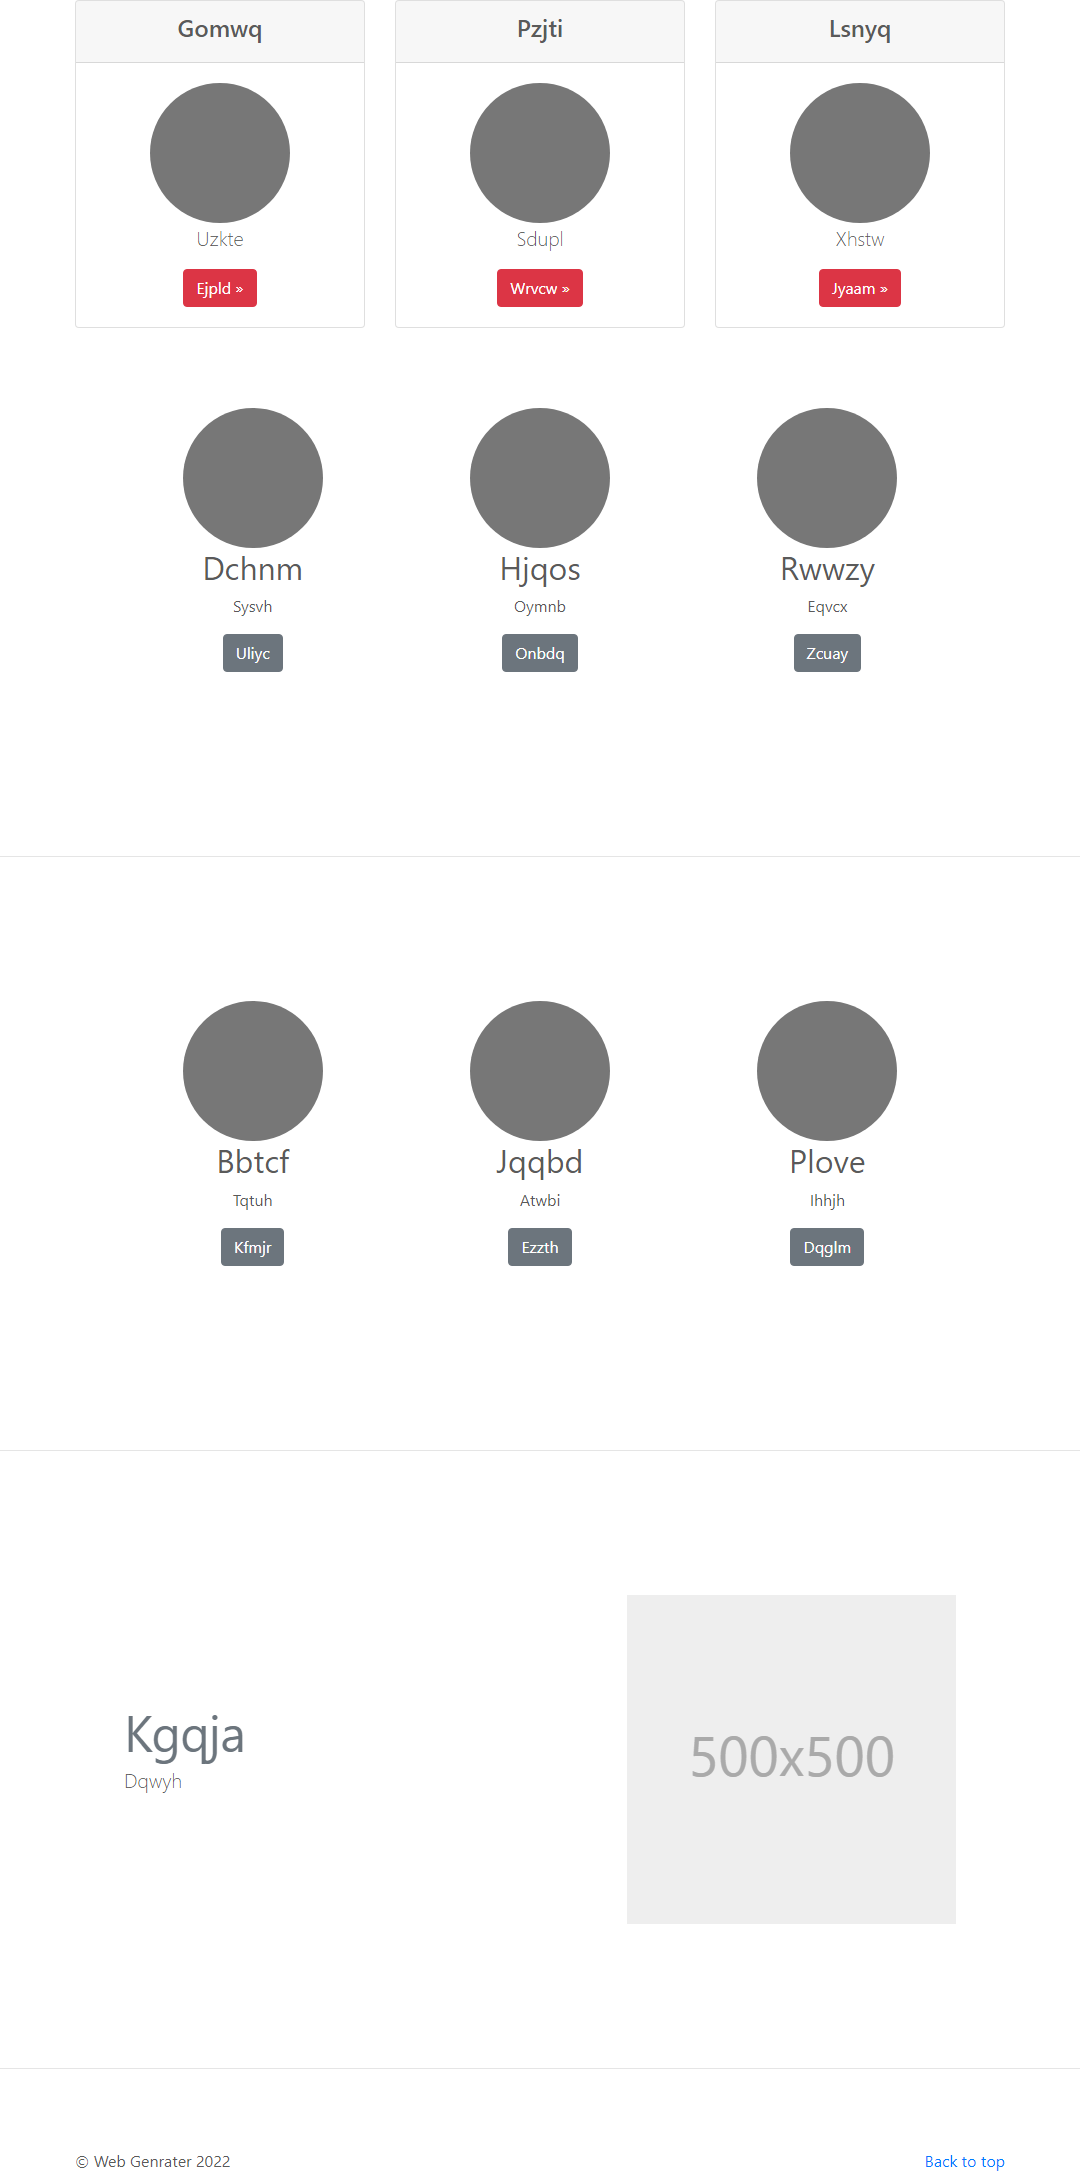 Gomwq
Pzjti
Lsnyq
Uzkte
Sdupl
Xhstw
Ejpld »
Wrvcw »
Jyaam »
Dchnm
Hjqos
Rwwzy
Sysvh
Oymnb
Eqvcx
Uliyc
Onbdq
Zcuay
Bbtcf
Jqqbd
Plove
Tqtuh
Atwbi
Ihhjh
Kfmjr
Ezzth
Dqglm
Kgqja
Dqwyh
500x500
© Web Genrater 2022
Back to top